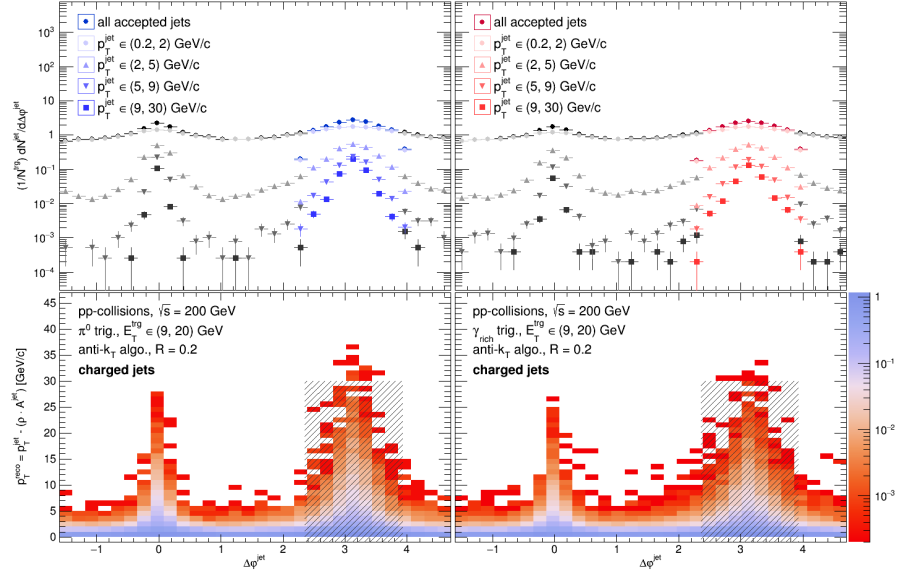 (1/N^trg) dN^jet/dΔφ^jet
10³
10²
10
1
10⁻¹
10⁻²
10⁻³
10⁻⁴
all accepted jets
p_T^jet ∈ (0.2, 2) GeV/c
p_T^jet ∈ (2, 5) GeV/c
p_T^jet ∈ (5, 9) GeV/c
p_T^jet ∈ (9, 30) GeV/c
all accepted jets
p_T^jet ∈ (0.2, 2) GeV/c
p_T^jet ∈ (2, 5) GeV/c
p_T^jet ∈ (5, 9) GeV/c
p_T^jet ∈ (9, 30) GeV/c
p_T^reco = p_T^jet - (ρ · A^jet) [GeV/c]
45
40
35
30
25
20
15
10
5
0
pp-collisions, √s = 200 GeV
π⁰ trig., E_T^trg ∈ (9, 20) GeV
anti-k_T algo., R = 0.2
charged jets
−1 0 1 2 3 4
Δφ^jet
pp-collisions, √s = 200 GeV
γ_rich trig., E_T^trg ∈ (9, 20) GeV
anti-k_T algo., R = 0.2
charged jets
−1 0 1 2 3 4
Δφ^jet
1
10⁻¹
10⁻²
10⁻³